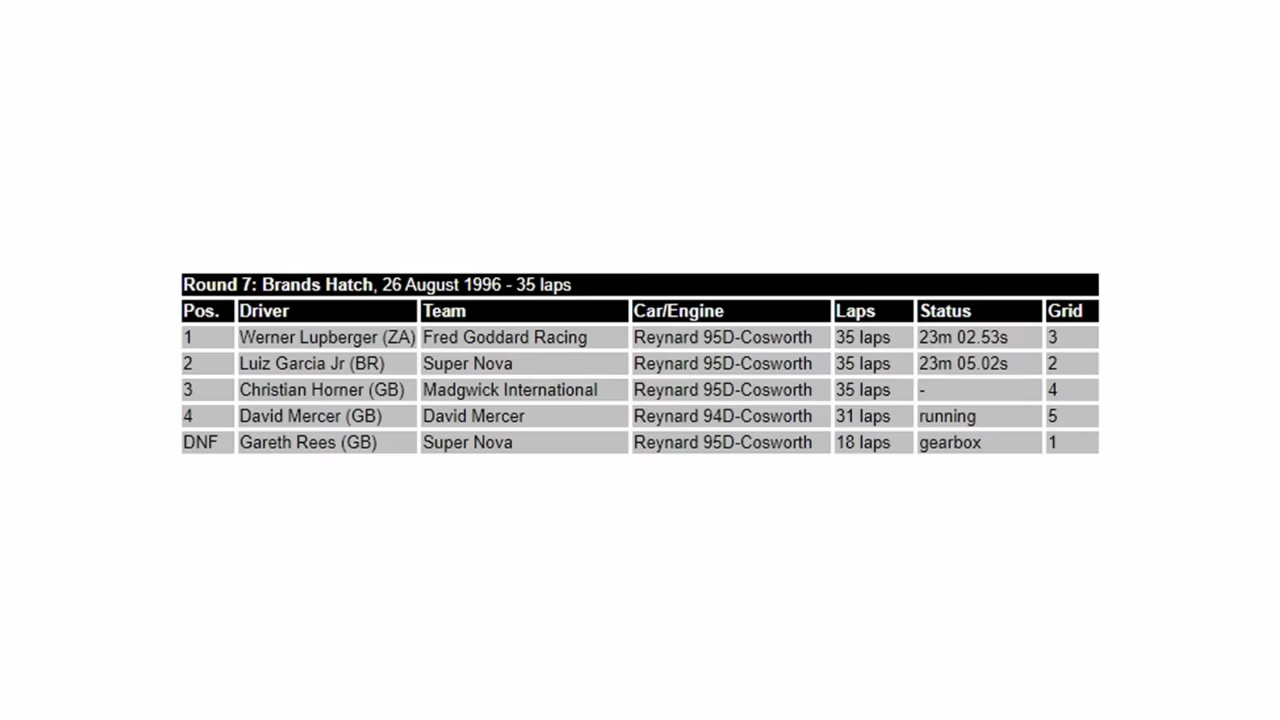 Round 7: Brands Hatch, 26 August 1996 - 35 laps
Pos. Driver Team Car/Engine Laps Status Grid
1 Werner Lupberger (ZA) Fred Goddard Racing Reynard 95D-Cosworth 35 laps 23m 02.53s 3
2 Luiz Garcia Jr (BR) Super Nova Reynard 95D-Cosworth 35 laps 23m 05.02s 2
3 Christian Horner (GB) Madgwick International Reynard 95D-Cosworth 35 laps - 4
4 David Mercer (GB) David Mercer Reynard 94D-Cosworth 31 laps running 5
DNF Gareth Rees (GB) Super Nova Reynard 95D-Cosworth 18 laps gearbox 1